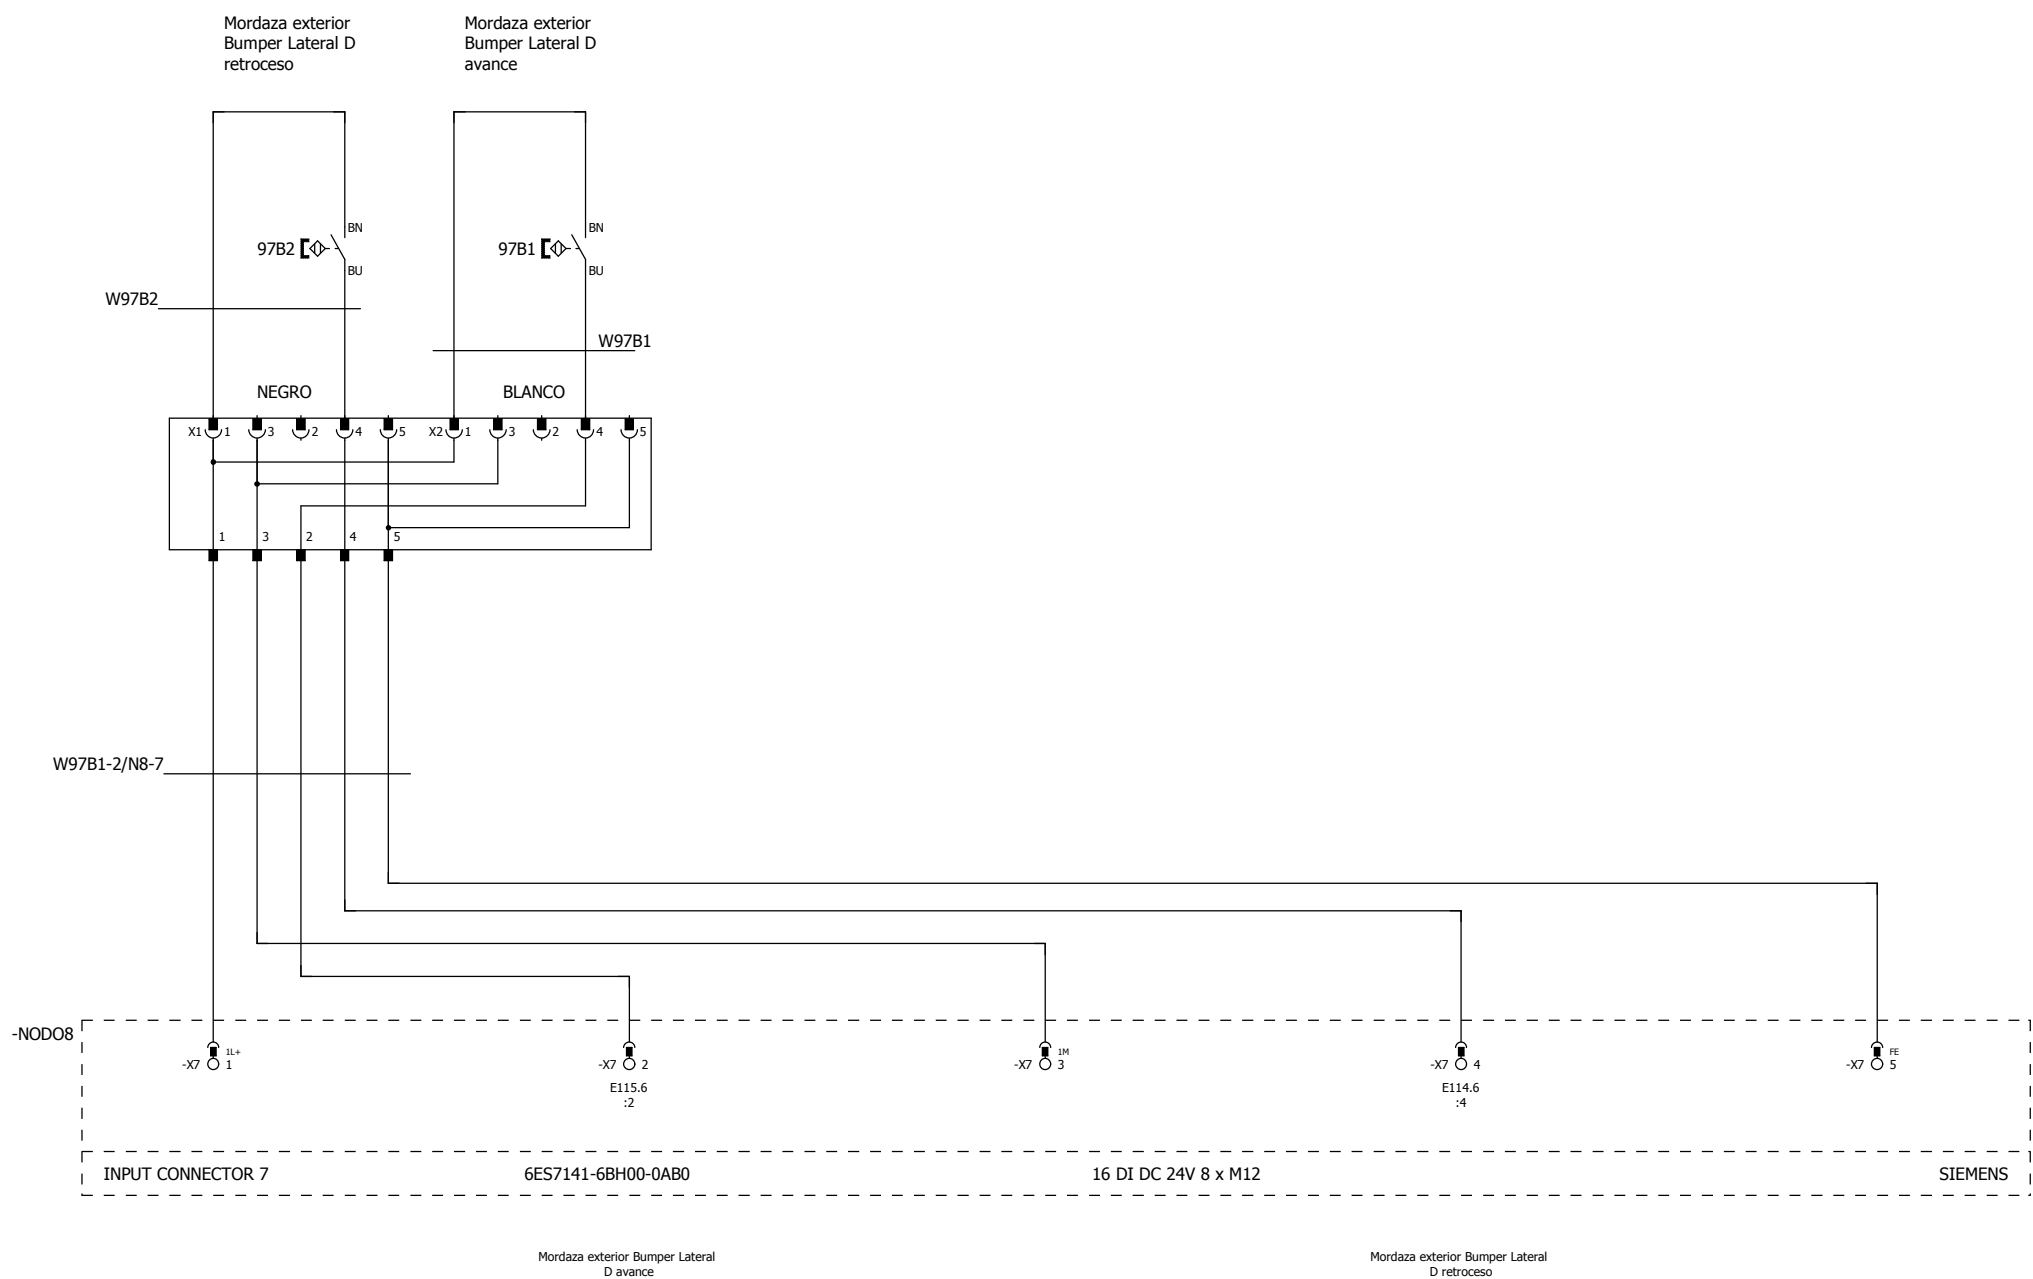 Mordaza exterior
Bumper Lateral D
retroceso
Mordaza exterior
Bumper Lateral D
avance
BN
97B2
BU
BN
97B1
BU
W97B2
W97B1
NEGRO
BLANCO
X1 1 3 2 4 5 X2 1 3 2 4 5
1 3 2 4 5
W97B1-2/N8-7
-NODO8
1L+
-X7 1
-X7 2
E115.6
:2
1M
-X7 3
-X7 4
E114.6
:4
FE
-X7 5
INPUT CONNECTOR 7 6ES7141-6BH00-0AB0 16 DI DC 24V 8 x M12 SIEMENS
Mordaza exterior Bumper Lateral
D avance
Mordaza exterior Bumper Lateral
D retroceso